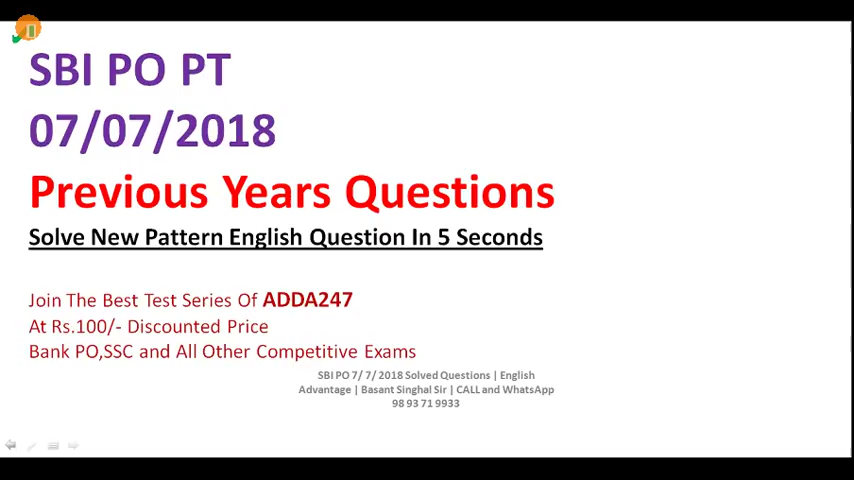 SBI PO PT
07/07/2018
Previous Years Questions
Solve New Pattern English Question In 5 Seconds
Join The Best Test Series Of ADDA247
At Rs.100/- Discounted Price
Bank PO,SSC and All Other Competitive Exams
SBI PO 7/ 7/ 2018 Solved Questions | English
Advantage | Basant Singhal Sir | CALL and WhatsApp
98 93 71 9933